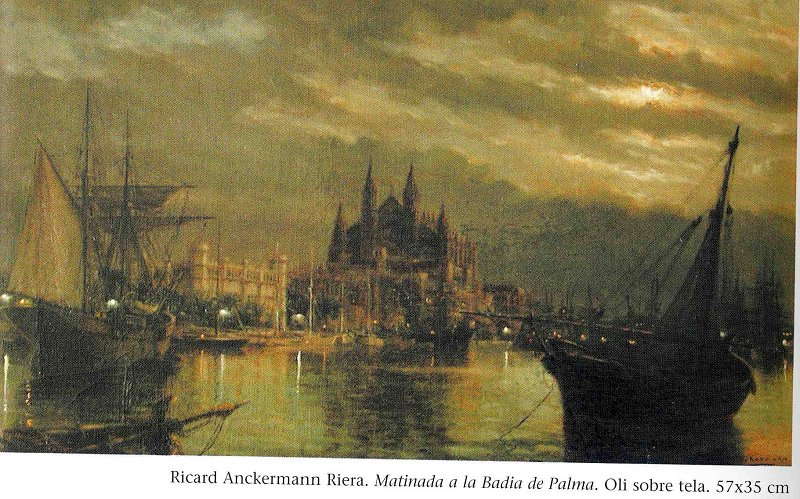 Ricard Anckermann Riera. Matinada a la Badia de Palma. Oli sobre tela. 57x35 cm